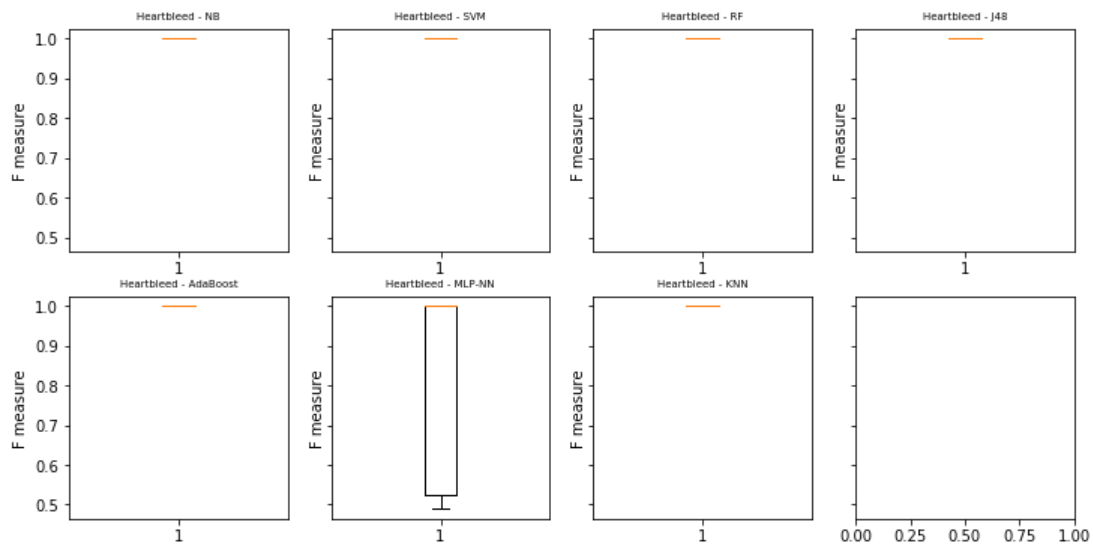 Heartbleed - NB
Heartbleed - SVM
Heartbleed - RF
Heartbleed - J48
1.0
0.9
0.8
0.7
0.6
0.5
F measure
F measure
F measure
F measure
1
1
1
1
Heartbleed - AdaBoost
Heartbleed - MLP-NN
Heartbleed - KNN
1.0
0.9
0.8
0.7
0.6
0.5
F measure
F measure
F measure
1
1
1
0.00 0.25 0.50 0.75 1.00